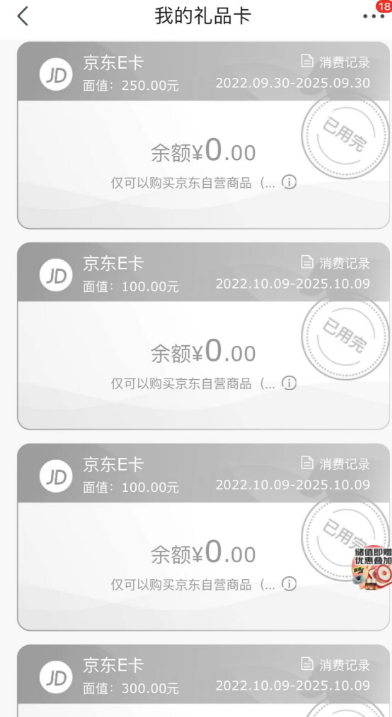 我的礼品卡
18
JD
京东E卡
消费记录
面值：250.00元
2022.09.30-2025.09.30
已用完
余额¥0.00
仅可以购买京东自营商品（...
JD
京东E卡
消费记录
面值：100.00元
2022.10.09-2025.10.09
已用完
余额¥0.00
仅可以购买京东自营商品（...
JD
京东E卡
消费记录
面值：100.00元
2022.10.09-2025.10.09
已用
余额¥0.00
储值即赠
优惠叠加
仅可以购买京东自营商品（...
JD
京东E卡
消费记录
面值：300.00元
2022.10.09-2025.10.09